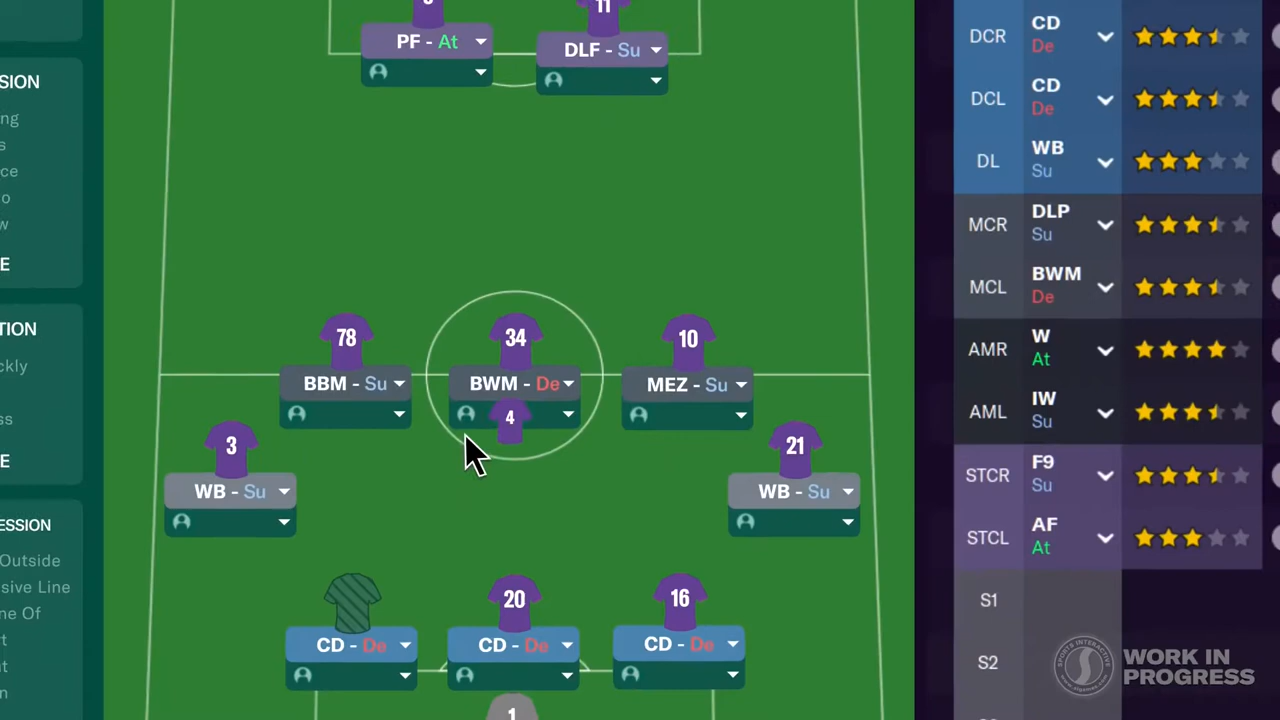 SION
ng
s
ce
o
w
E
TION
ckly
ss
E
ESSION
Outside
sive Line
ne Of
t
nt
n
11
PF - At
DLF - Su
78
34
10
BBM - Su
BWM - De
MEZ - Su
4
3
21
WB - Su
WB - Su
20
16
CD - De
CD - De
CD - De
1
DCR CD
De
DCL CD
De
DL WB
Su
MCR DLP
Su
MCL BWM
De
AMR W
At
AML IW
Su
STCR F9
Su
STCL AF
At
S1
S2
SPORTS INTERACTIVE
WORK IN
PROGRESS